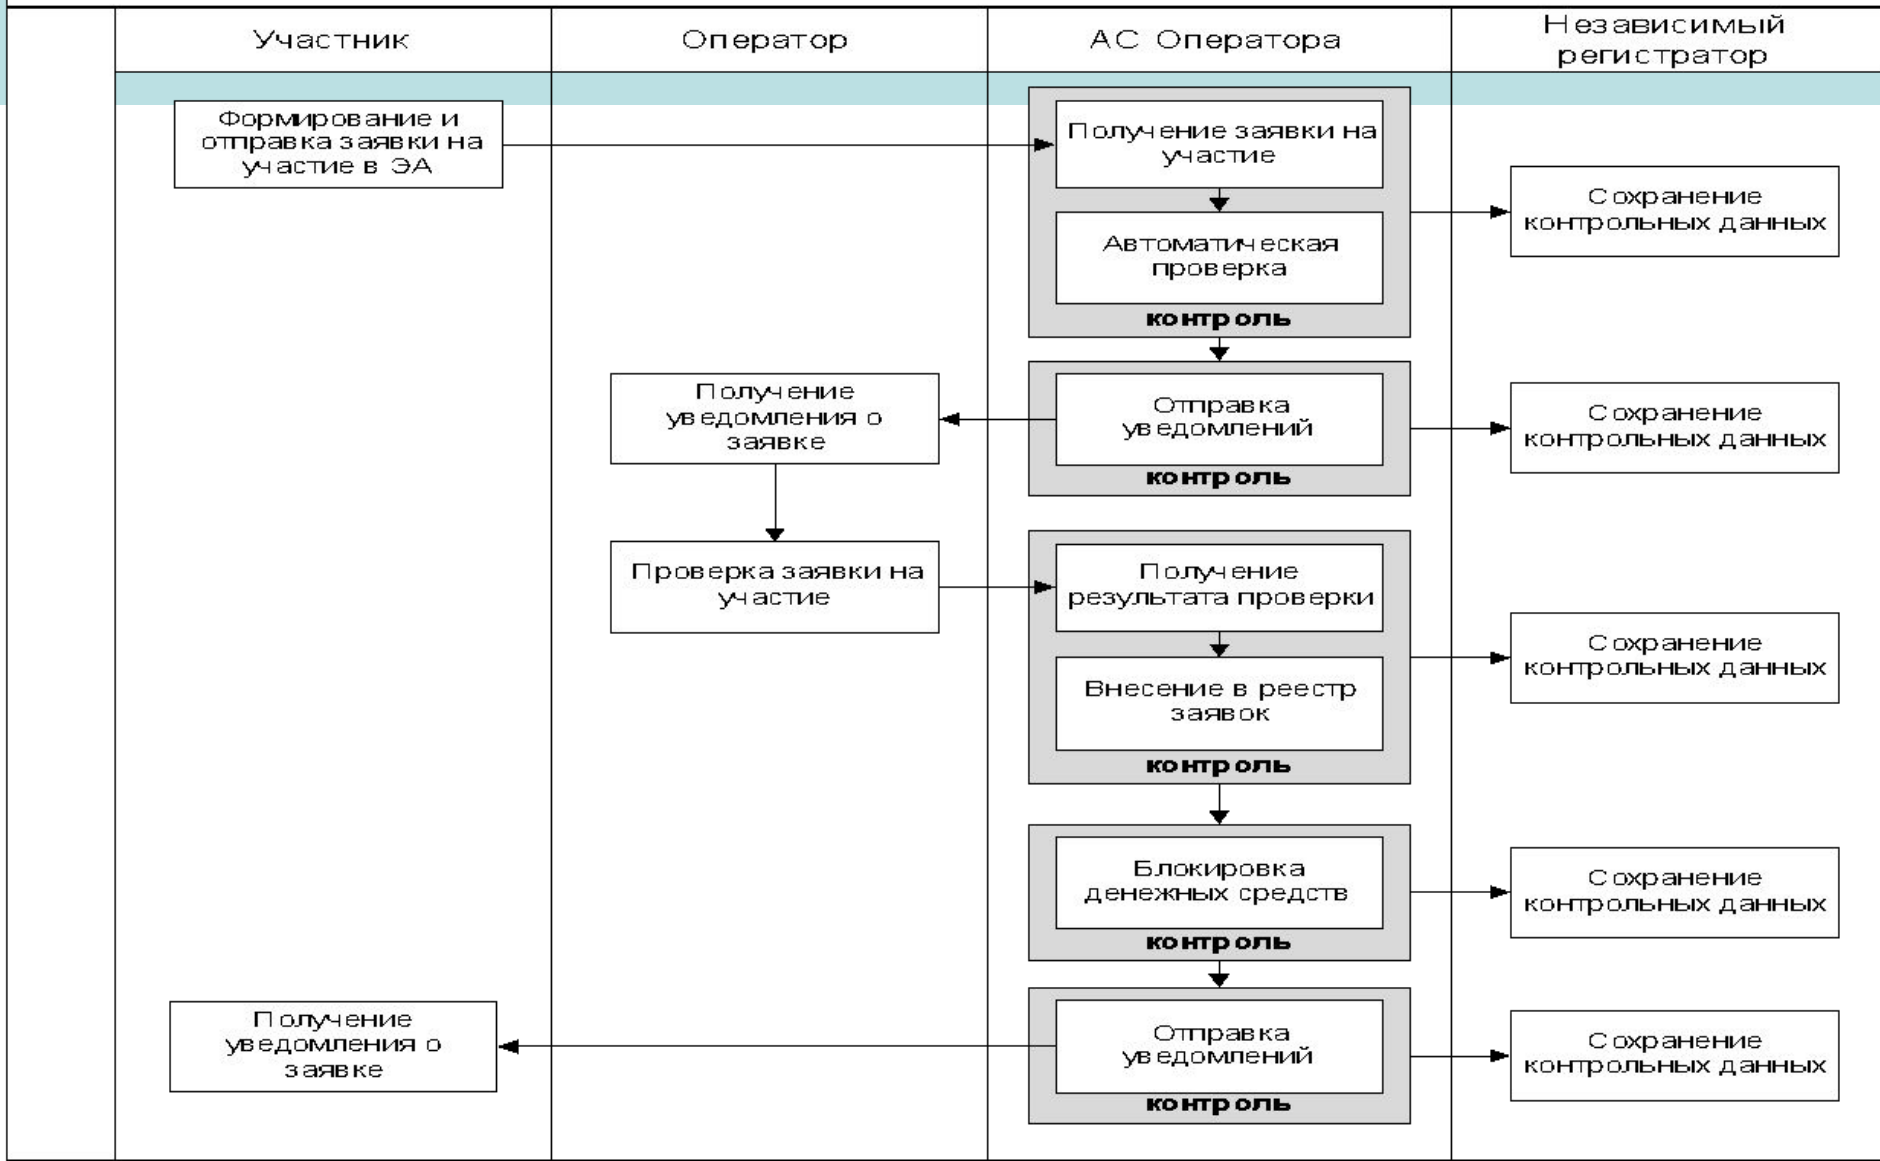 Участник
Оператор
АС Оператора
Независимый
регистратор
Формирование и
отправка заявки на
участие в ЭА
Получение заявки на
участие
Автоматическая
проверка
контроль
Сохранение
контрольных данных
Получение
уведомления о
заявке
Отправка
уведомлений
контроль
Сохранение
контрольных данных
Проверка заявки на
участие
Получение
результата проверки
Внесение в реестр
заявок
контроль
Сохранение
контрольных данных
Блокировка
денежных средств
контроль
Сохранение
контрольных данных
Получение
уведомления о
заявке
Отправка
уведомлений
контроль
Сохранение
контрольных данных